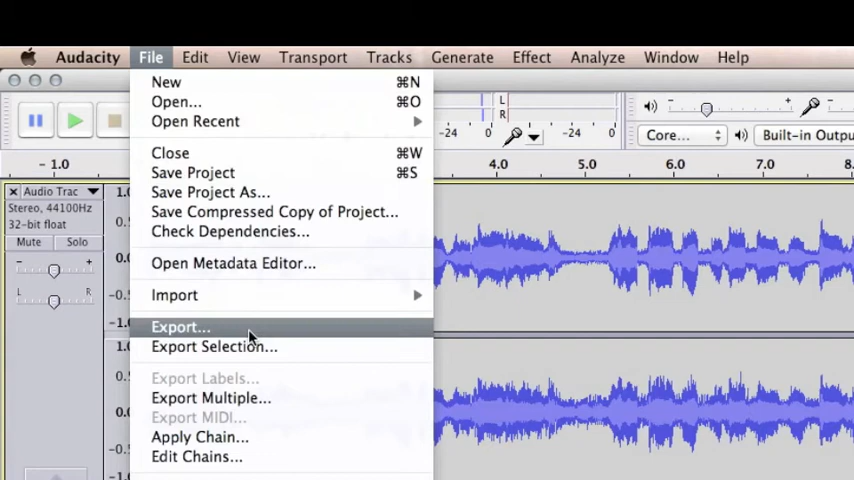 Audacity File Edit View Transport Tracks Generate Effect Analyze Window Help
New ⌘N
Open... ⌘O
Open Recent
Close ⌘W
Save Project ⌘S
Save Project As...
Save Compressed Copy of Project...
Check Dependencies...
Open Metadata Editor...
Import
Export...
Export Selection...
Export Labels...
Export Multiple...
Export MIDI...
Apply Chain...
Edit Chains...
L
R
-24 0 -24 0
Core... Built-in Outpu
- 1.0 4.0 5.0 6.0 7.0 8.0
Audio Trac
Stereo, 44100Hz
32-bit float
Mute Solo
- +
L R
1.0
0.5
0.0
-0.5
-1.0
1.0
0.5
0.0
-0.5